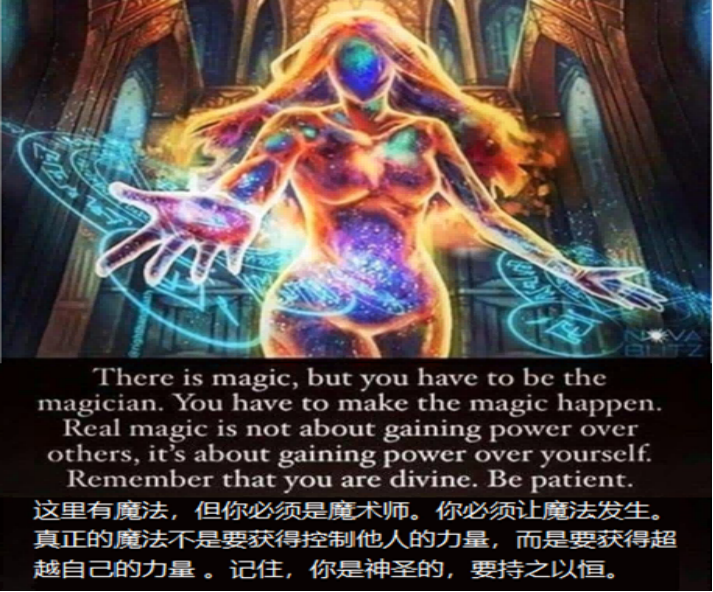 NOVA
BLITZ
There is magic, but you have to be the
magician. You have to make the magic happen.
Real magic is not about gaining power over
others, it's about gaining power over yourself.
Remember that you are divine. Be patient.
这里有魔法，但你必须是魔术师。你必须让魔法发生。
真正的魔法不是要获得控制他人的力量，而是要获得超
越自己的力量 。记住，你是神圣的，要持之以恒。